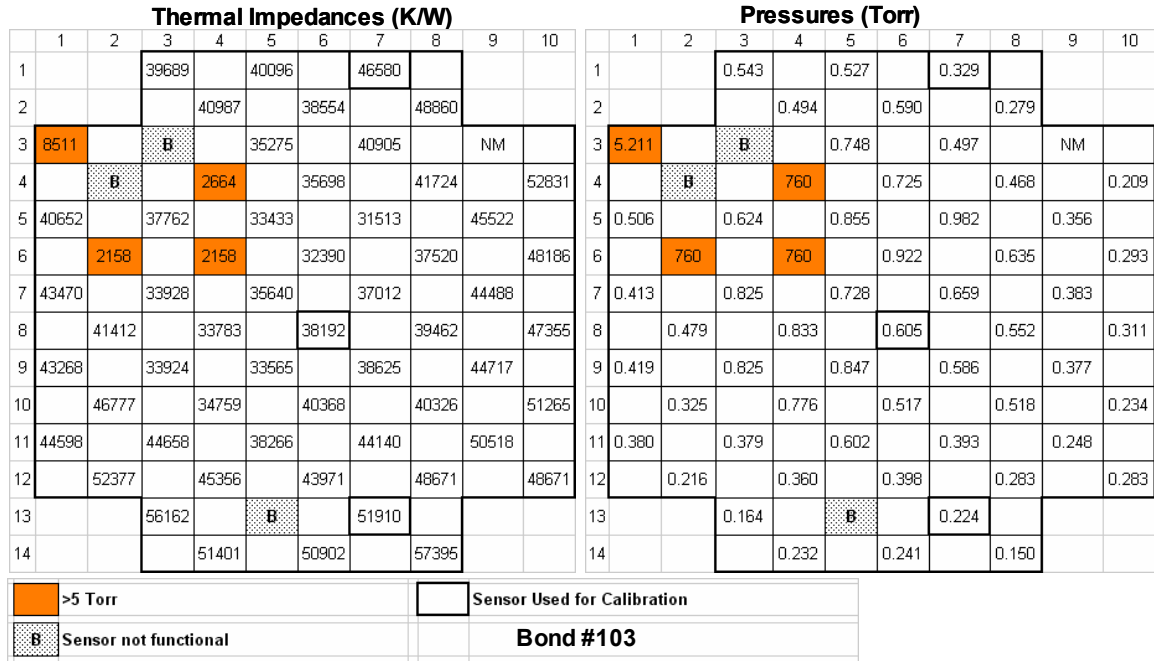 Thermal Impedances (K/W) Pressures (Torr)
1 2 3 4 5 6 7 8 9 10 1 2 3 4 5 6 7 8 9 10
1 39689 40096 46580 1 0.543 0.527 0.329
2 40987 38554 48860 2 0.494 0.590 0.279
3 8511 B 35275 40905 NM 3 5.211 B 0.748 0.497 NM
4 B 2664 35698 41724 52831 4 B 760 0.725 0.468 0.209
5 40652 37762 33433 31513 45522 5 0.506 0.624 0.855 0.982 0.356
6 2158 2158 32390 37520 48186 6 760 760 0.922 0.635 0.293
7 43470 33928 35640 37012 44488 7 0.413 0.825 0.728 0.659 0.383
8 41412 33783 38192 39462 47355 8 0.479 0.833 0.605 0.552 0.311
9 43268 33924 33565 38625 44717 9 0.419 0.825 0.847 0.586 0.377
10 46777 34759 40368 40326 51265 10 0.325 0.776 0.517 0.518 0.234
11 44598 44658 38266 44140 50518 11 0.380 0.379 0.602 0.393 0.248
12 52377 45356 43971 48671 48671 12 0.216 0.360 0.398 0.283 0.283
13 56162 B 51910 13 0.164 B 0.224
14 51401 50902 57395 14 0.232 0.241 0.150
>5 Torr Sensor Used for Calibration
B Sensor not functional Bond #103